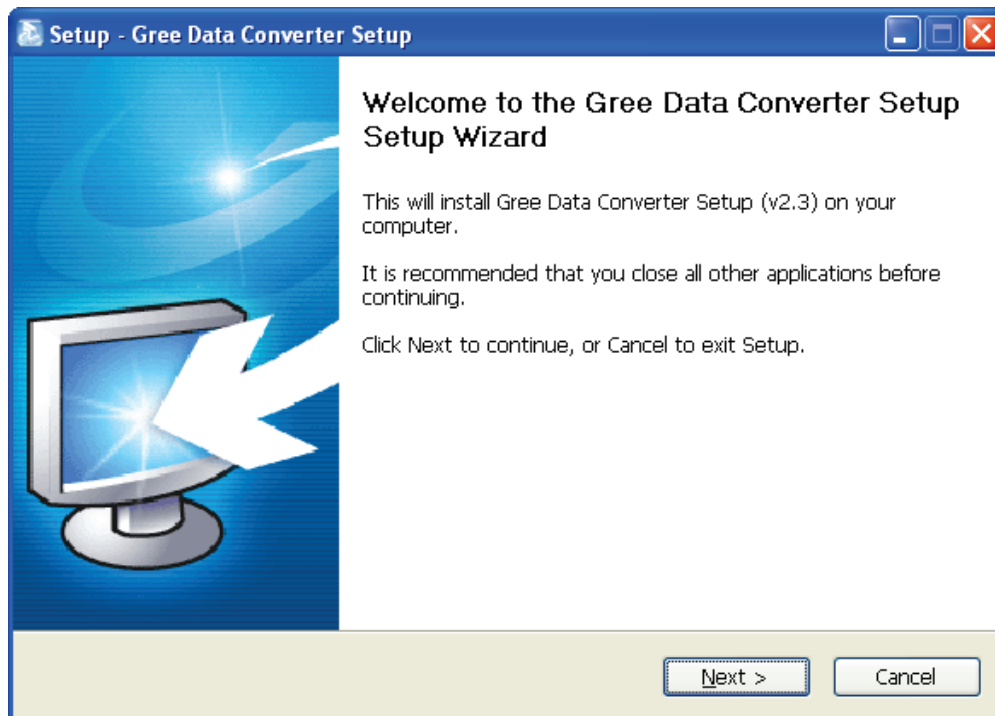 Setup - Gree Data Converter Setup
Welcome to the Gree Data Converter Setup
Setup Wizard
This will install Gree Data Converter Setup (v2.3) on your
computer.
It is recommended that you close all other applications before
continuing.
Click Next to continue, or Cancel to exit Setup.
Next >
Cancel